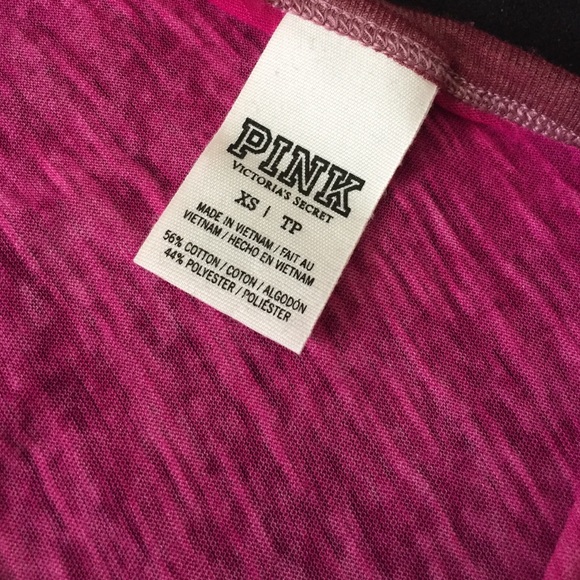 PINK
VICTORIA'S SECRET
XS | TP
MADE IN VIETNAM / FAIT AU
VIETNAM / HECHO EN VIETNAM
56% COTTON / COTON / ALGODÓN
44% POLYESTER / POLIÉSTER